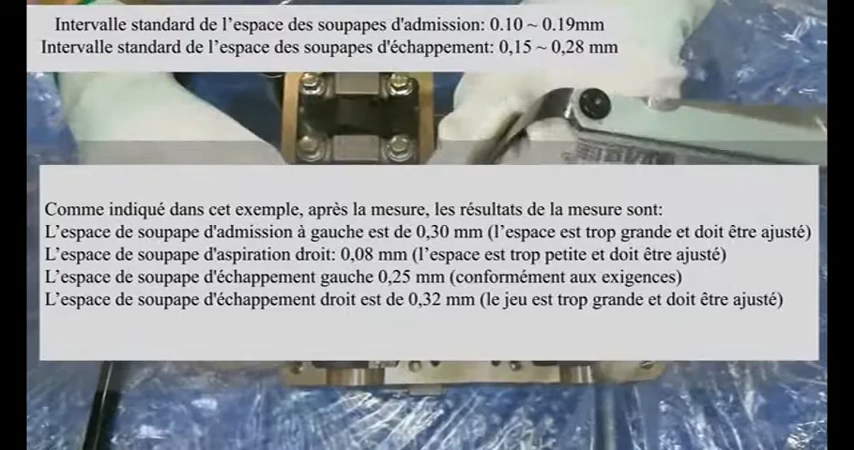 Intervalle standard de l'espace des soupapes d'admission: 0.10 ~ 0.19mm
Intervalle standard de l'espace des soupapes d'échappement: 0,15 ~ 0,28 mm
Comme indiqué dans cet exemple, après la mesure, les résultats de la mesure sont:
L'espace de soupape d'admission à gauche est de 0,30 mm (l'espace est trop grande et doit être ajusté)
L'espace de soupape d'aspiration droit: 0,08 mm (l'espace est trop petite et doit être ajusté)
L'espace de soupape d'échappement gauche 0,25 mm (conformément aux exigences)
L'espace de soupape d'échappement droit est de 0,32 mm (le jeu est trop grande et doit être ajusté)